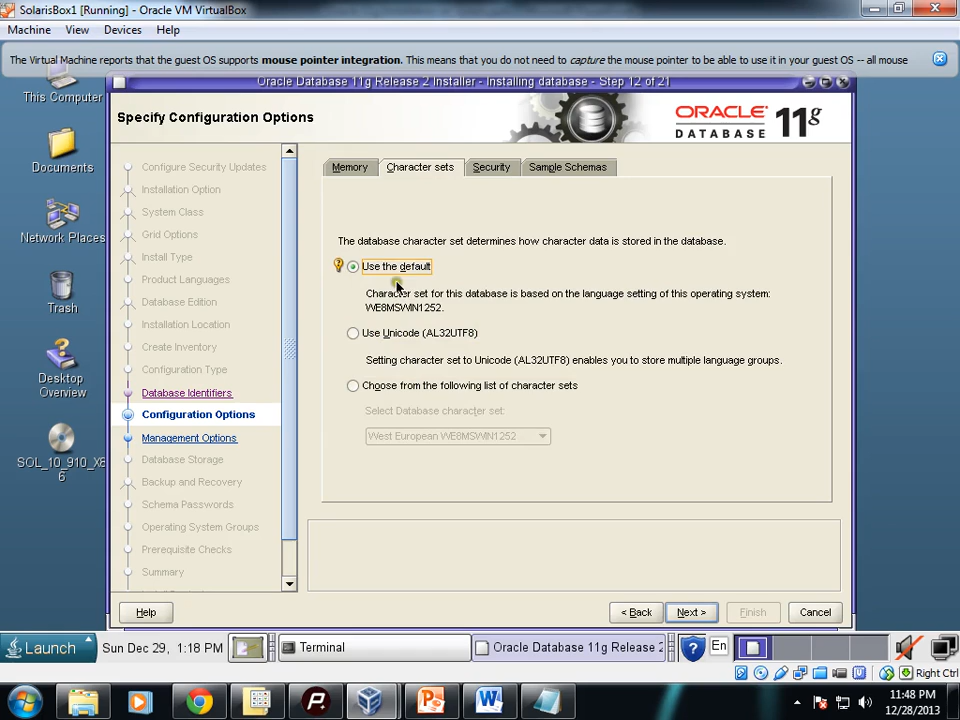 SolarisBox1 [Running] - Oracle VM VirtualBox
Machine View Devices Help
The Virtual Machine reports that the guest OS supports mouse pointer integration. This means that you do not need to capture the mouse pointer to be able to use it in your guest OS -- all mouse
This Computer
Documents
Network Places
Trash
Desktop
Overview
SOL_10_910_X8
6
Oracle Database 11g Release 2 Installer - Installing database - Step 12 of 21
Specify Configuration Options
ORACLE
DATABASE
11g
Configure Security Updates
Installation Option
System Class
Grid Options
Install Type
Product Languages
Database Edition
Installation Location
Create Inventory
Configuration Type
Database Identifiers
Configuration Options
Management Options
Database Storage
Backup and Recovery
Schema Passwords
Operating System Groups
Prerequisite Checks
Summary
Memory Character sets Security Sample Schemas
The database character set determines how character data is stored in the database.
Use the default
Character set for this database is based on the language setting of this operating system:
WE8MSWIN1252.
Use Unicode (AL32UTF8)
Setting character set to Unicode (AL32UTF8) enables you to store multiple language groups.
Choose from the following list of character sets
Select Database character set:
West European WE8MSWIN1252
Help < Back Next > Finish Cancel
Launch Sun Dec 29, 1:18 PM Terminal Oracle Database 11g Release 2 ? En
Right Ctrl
11:48 PM
12/28/2013